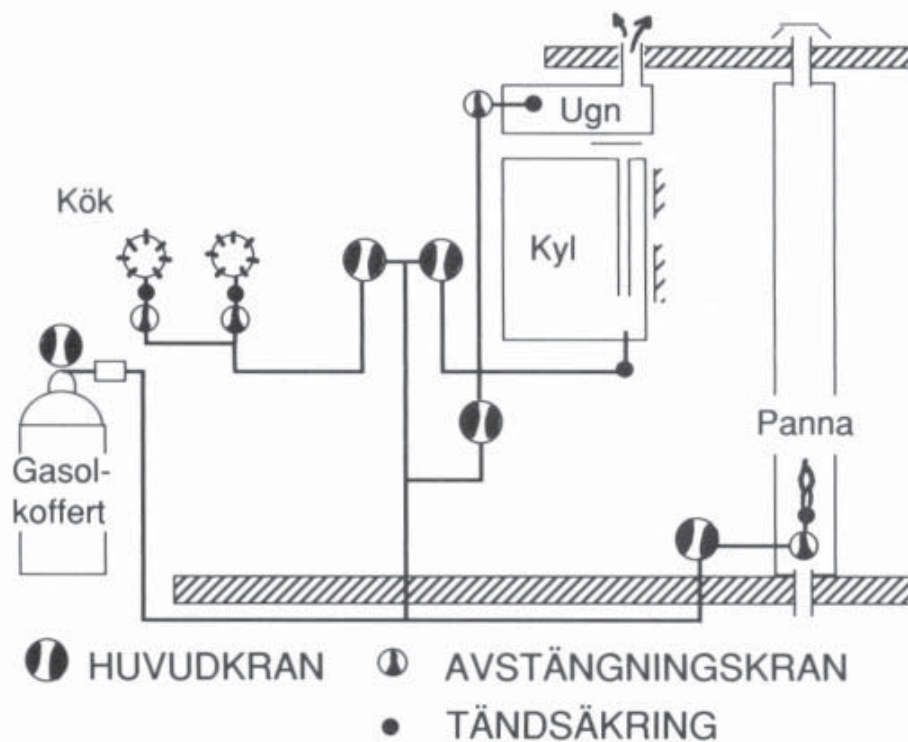 Ugn
Kök
Kyl
Panna
Gasol-
koffert
HUVUDKRAN
AVSTÄNGNINGSKRAN
TÄNDSÄKRING